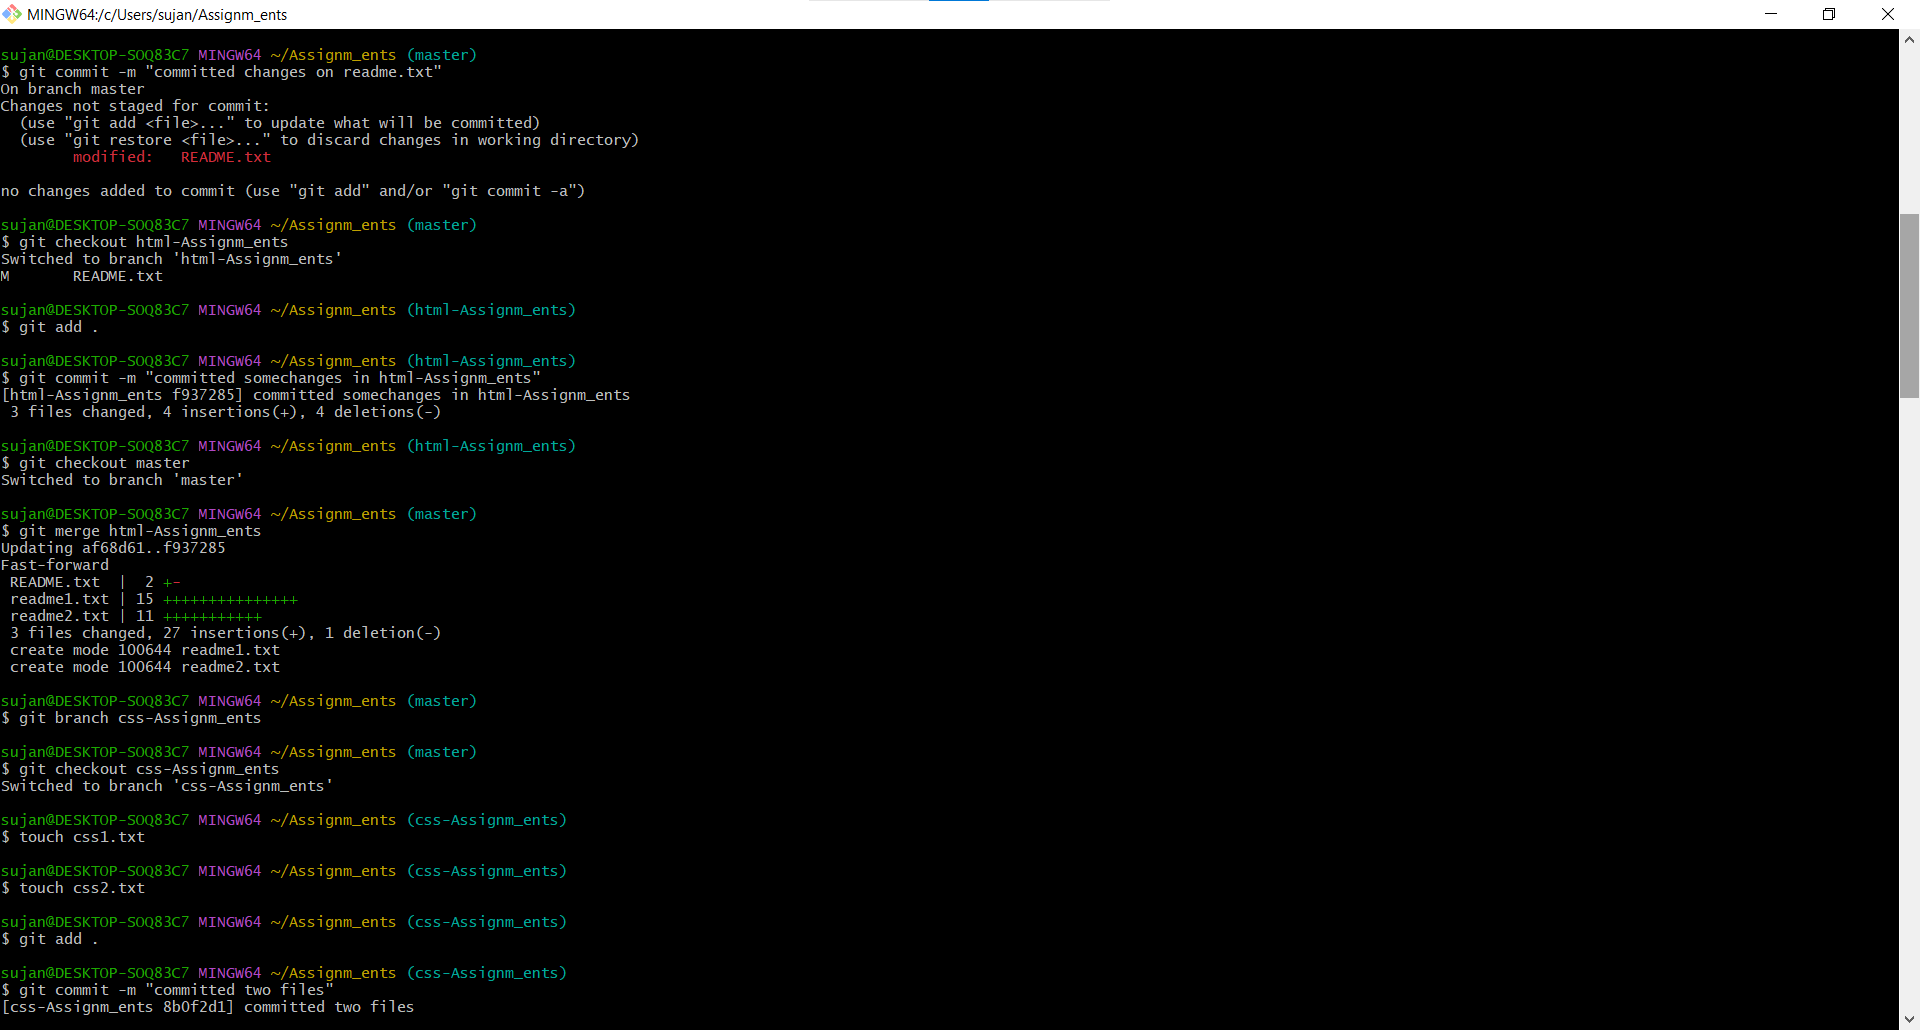 MINGW64:/c/Users/sujan/Assignm_ents
sujan@DESKTOP-SOQ83C7 MINGW64 ~/Assignm_ents (master)
$ git commit -m "committed changes on readme.txt"
On branch master
Changes not staged for commit:
  (use "git add <file>..." to update what will be committed)
  (use "git restore <file>..." to discard changes in working directory)
        modified:   README.txt
no changes added to commit (use "git add" and/or "git commit -a")
sujan@DESKTOP-SOQ83C7 MINGW64 ~/Assignm_ents (master)
$ git checkout html-Assignm_ents
Switched to branch 'html-Assignm_ents'
M       README.txt
sujan@DESKTOP-SOQ83C7 MINGW64 ~/Assignm_ents (html-Assignm_ents)
$ git add .
sujan@DESKTOP-SOQ83C7 MINGW64 ~/Assignm_ents (html-Assignm_ents)
$ git commit -m "committed somechanges in html-Assignm_ents"
[html-Assignm_ents f937285] committed somechanges in html-Assignm_ents
 3 files changed, 4 insertions(+), 4 deletions(-)
sujan@DESKTOP-SOQ83C7 MINGW64 ~/Assignm_ents (html-Assignm_ents)
$ git checkout master
Switched to branch 'master'
sujan@DESKTOP-SOQ83C7 MINGW64 ~/Assignm_ents (master)
$ git merge html-Assignm_ents
Updating af68d61..f937285
Fast-forward
 README.txt  |  2 +-
 readme1.txt | 15 +++++++++++++++
 readme2.txt | 11 +++++++++++
 3 files changed, 27 insertions(+), 1 deletion(-)
 create mode 100644 readme1.txt
 create mode 100644 readme2.txt
sujan@DESKTOP-SOQ83C7 MINGW64 ~/Assignm_ents (master)
$ git branch css-Assignm_ents
sujan@DESKTOP-SOQ83C7 MINGW64 ~/Assignm_ents (master)
$ git checkout css-Assignm_ents
Switched to branch 'css-Assignm_ents'
sujan@DESKTOP-SOQ83C7 MINGW64 ~/Assignm_ents (css-Assignm_ents)
$ touch css1.txt
sujan@DESKTOP-SOQ83C7 MINGW64 ~/Assignm_ents (css-Assignm_ents)
$ touch css2.txt
sujan@DESKTOP-SOQ83C7 MINGW64 ~/Assignm_ents (css-Assignm_ents)
$ git add .
sujan@DESKTOP-SOQ83C7 MINGW64 ~/Assignm_ents (css-Assignm_ents)
$ git commit -m "committed two files"
[css-Assignm_ents 8b0f2d1] committed two files